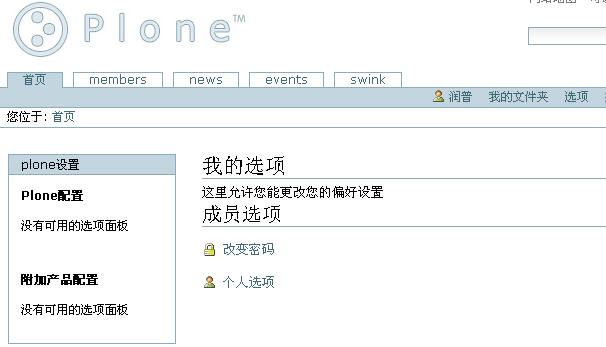 Plone™
首页 members news events swink
润普 我的文件夹 选项
您位于: 首页
plone设置
Plone配置
没有可用的选项面板
附加产品配置
没有可用的选项面板
我的选项
这里允许您能更改您的偏好设置
成员选项
改变密码
个人选项